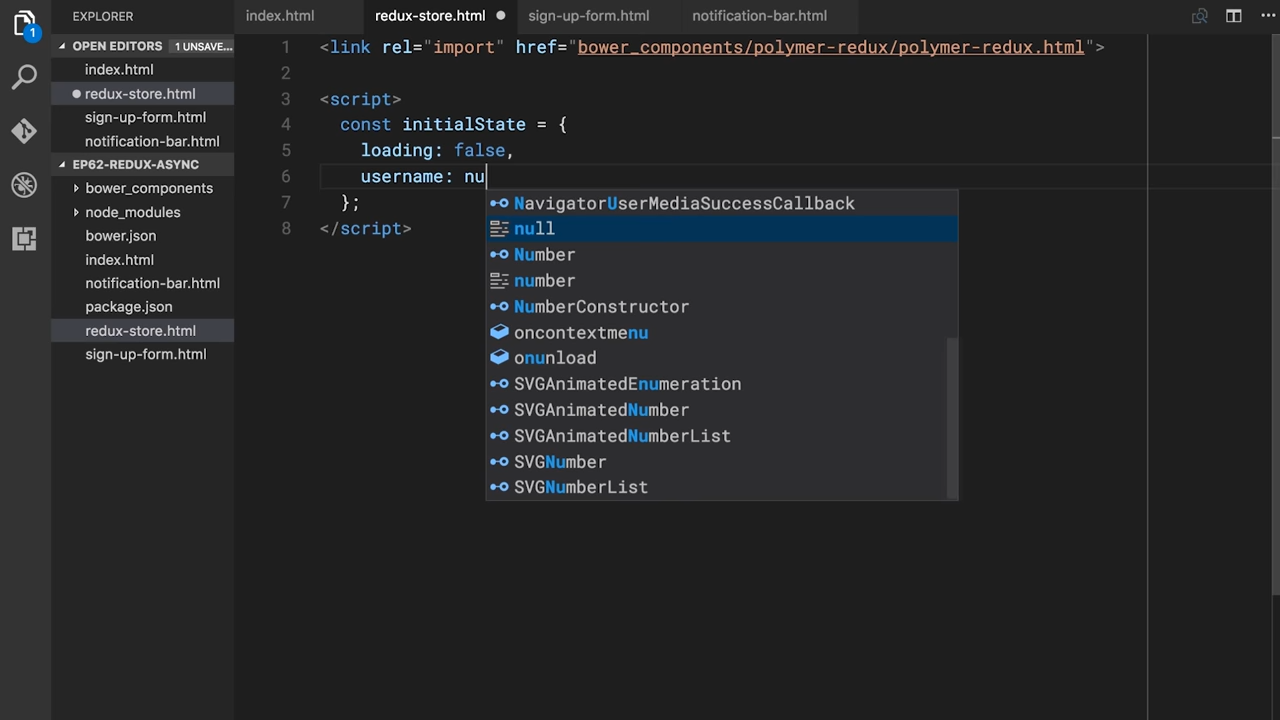 EXPLORER
OPEN EDITORS 1 UNSAVE...
index.html
redux-store.html
sign-up-form.html
notification-bar.html
EP62-REDUX-ASYNC
bower_components
node_modules
bower.json
index.html
notification-bar.html
package.json
redux-store.html
sign-up-form.html
1
index.html redux-store.html sign-up-form.html notification-bar.html
1 <link rel="import" href="bower_components/polymer-redux/polymer-redux.html">
2
3 <script>
4 const initialState = {
5 loading: false,
6 username: nu
7 };
8 </script>
NavigatorUserMediaSuccessCallback
null
Number
number
NumberConstructor
oncontextmenu
onunload
SVGAnimatedEnumeration
SVGAnimatedNumber
SVGAnimatedNumberList
SVGNumber
SVGNumberList